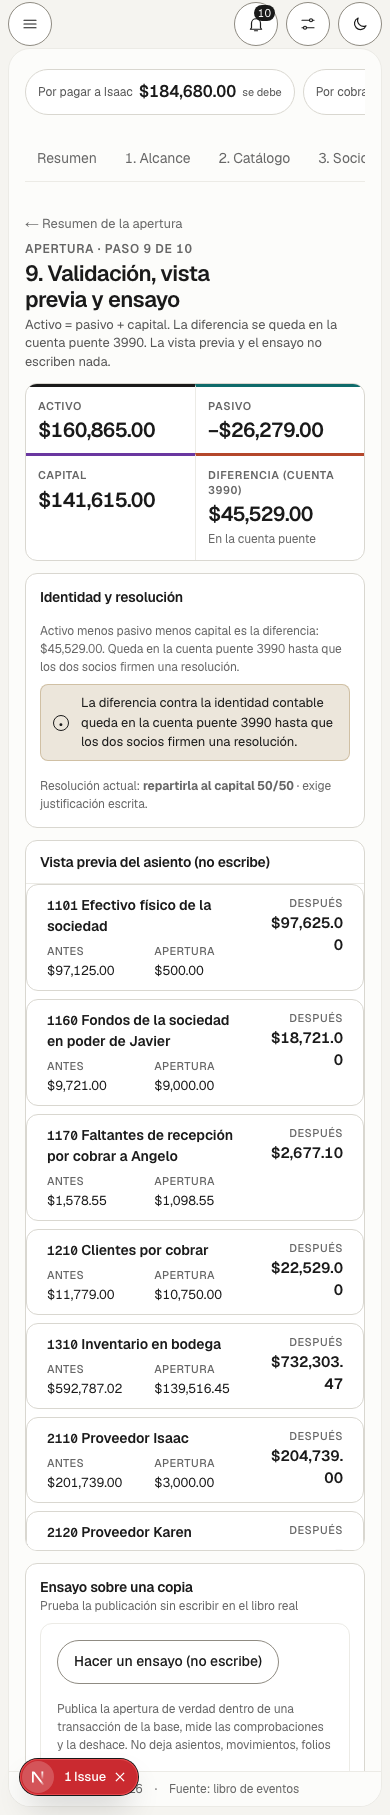 10
Por pagar a Isaac $184,680.00 se debe
Por cobra
Resumen 1. Alcance 2. Catálogo 3. Socio
← Resumen de la apertura
APERTURA · PASO 9 DE 10
9. Validación, vista
previa y ensayo
Activo = pasivo + capital. La diferencia se queda en la
cuenta puente 3990. La vista previa y el ensayo no
escriben nada.
ACTIVO
$160,865.00
PASIVO
−$26,279.00
CAPITAL
$141,615.00
DIFERENCIA (CUENTA
3990)
$45,529.00
En la cuenta puente
Identidad y resolución
Activo menos pasivo menos capital es la diferencia:
$45,529.00. Queda en la cuenta puente 3990 hasta que
los dos socios firmen una resolución.
La diferencia contra la identidad contable
queda en la cuenta puente 3990 hasta que
los dos socios firmen una resolución.
Resolución actual: repartirla al capital 50/50 · exige
justificación escrita.
Vista previa del asiento (no escribe)
1101 Efectivo físico de la
sociedad
ANTES APERTURA
$97,125.00 $500.00
DESPUÉS
$97,625.0
0
1160 Fondos de la sociedad
en poder de Javier
ANTES APERTURA
$9,721.00 $9,000.00
DESPUÉS
$18,721.0
0
1170 Faltantes de recepción
por cobrar a Angelo
ANTES APERTURA
$1,578.55 $1,098.55
DESPUÉS
$2,677.10
1210 Clientes por cobrar
ANTES APERTURA
$11,779.00 $10,750.00
DESPUÉS
$22,529.0
0
1310 Inventario en bodega
ANTES APERTURA
$592,787.02 $139,516.45
DESPUÉS
$732,303.
47
2110 Proveedor Isaac
ANTES APERTURA
$201,739.00 $3,000.00
DESPUÉS
$204,739.
00
2120 Proveedor Karen
DESPUÉS
Ensayo sobre una copia
Prueba la publicación sin escribir en el libro real
Hacer un ensayo (no escribe)
Publica la apertura de verdad dentro de una
transacción de la base, mide las comprobaciones
y la deshace. No deja asientos, movimientos, folios
N 1 Issue
26 · Fuente: libro de eventos